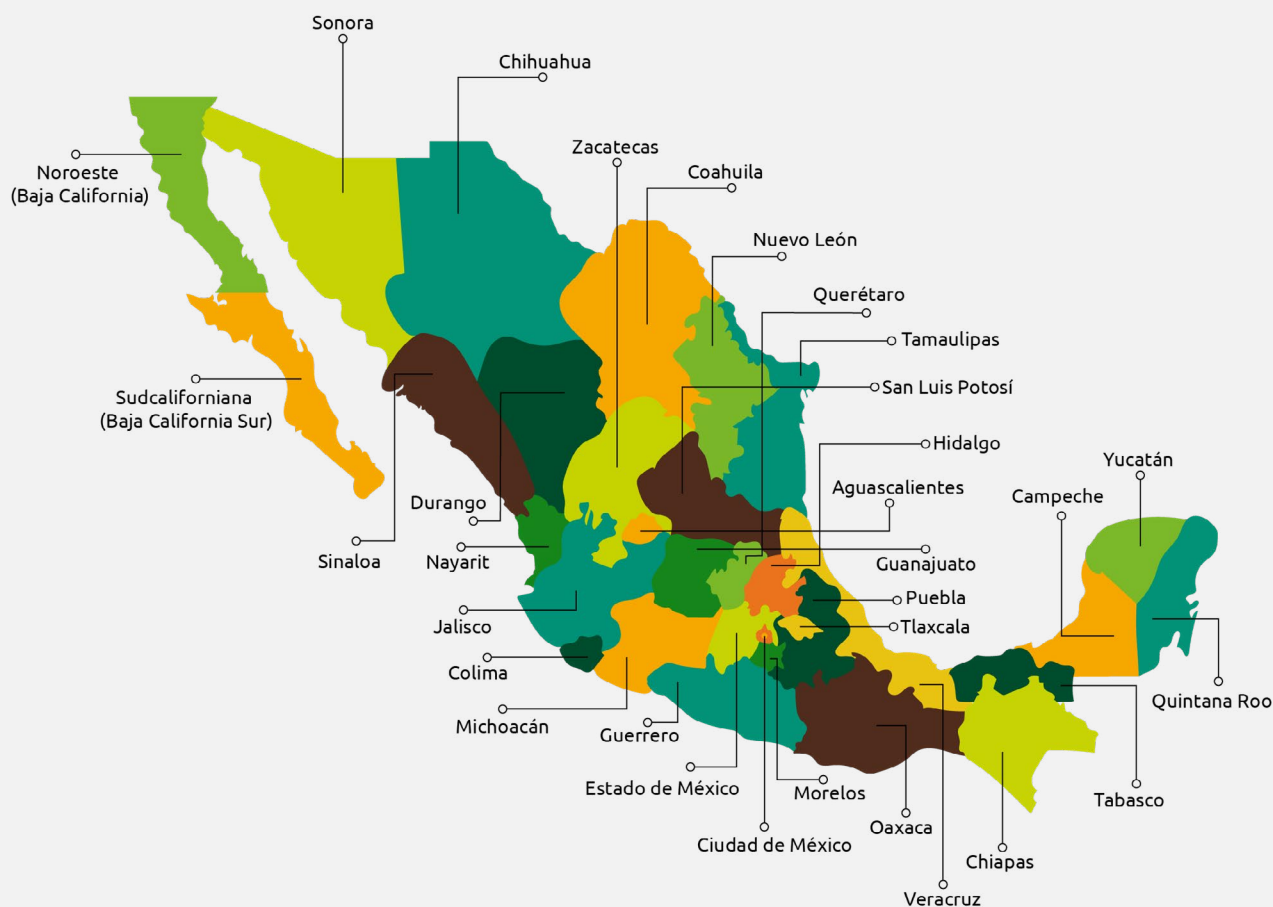 Sonora
Chihuahua
Zacatecas
Coahuila
Noroeste
(Baja California)
Nuevo León
Querétaro
Tamaulipas
San Luis Potosí
Sudcaliforniana
(Baja California Sur)
Hidalgo
Yucatán
Aguascalientes
Campeche
Durango
Sinaloa
Nayarit
Guanajuato
Puebla
Jalisco
Tlaxcala
Colima
Quintana Roo
Michoacán
Guerrero
Estado de México
Morelos
Tabasco
Oaxaca
Ciudad de México
Chiapas
Veracruz